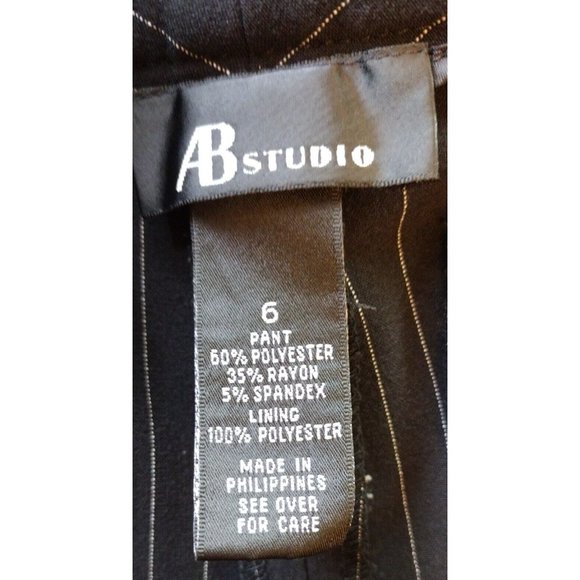 AB STUDIO
6
PANT
60% POLYESTER
35% RAYON
5% SPANDEX
LINING
100% POLYESTER
MADE IN
PHILIPPINES
SEE OVER
FOR CARE